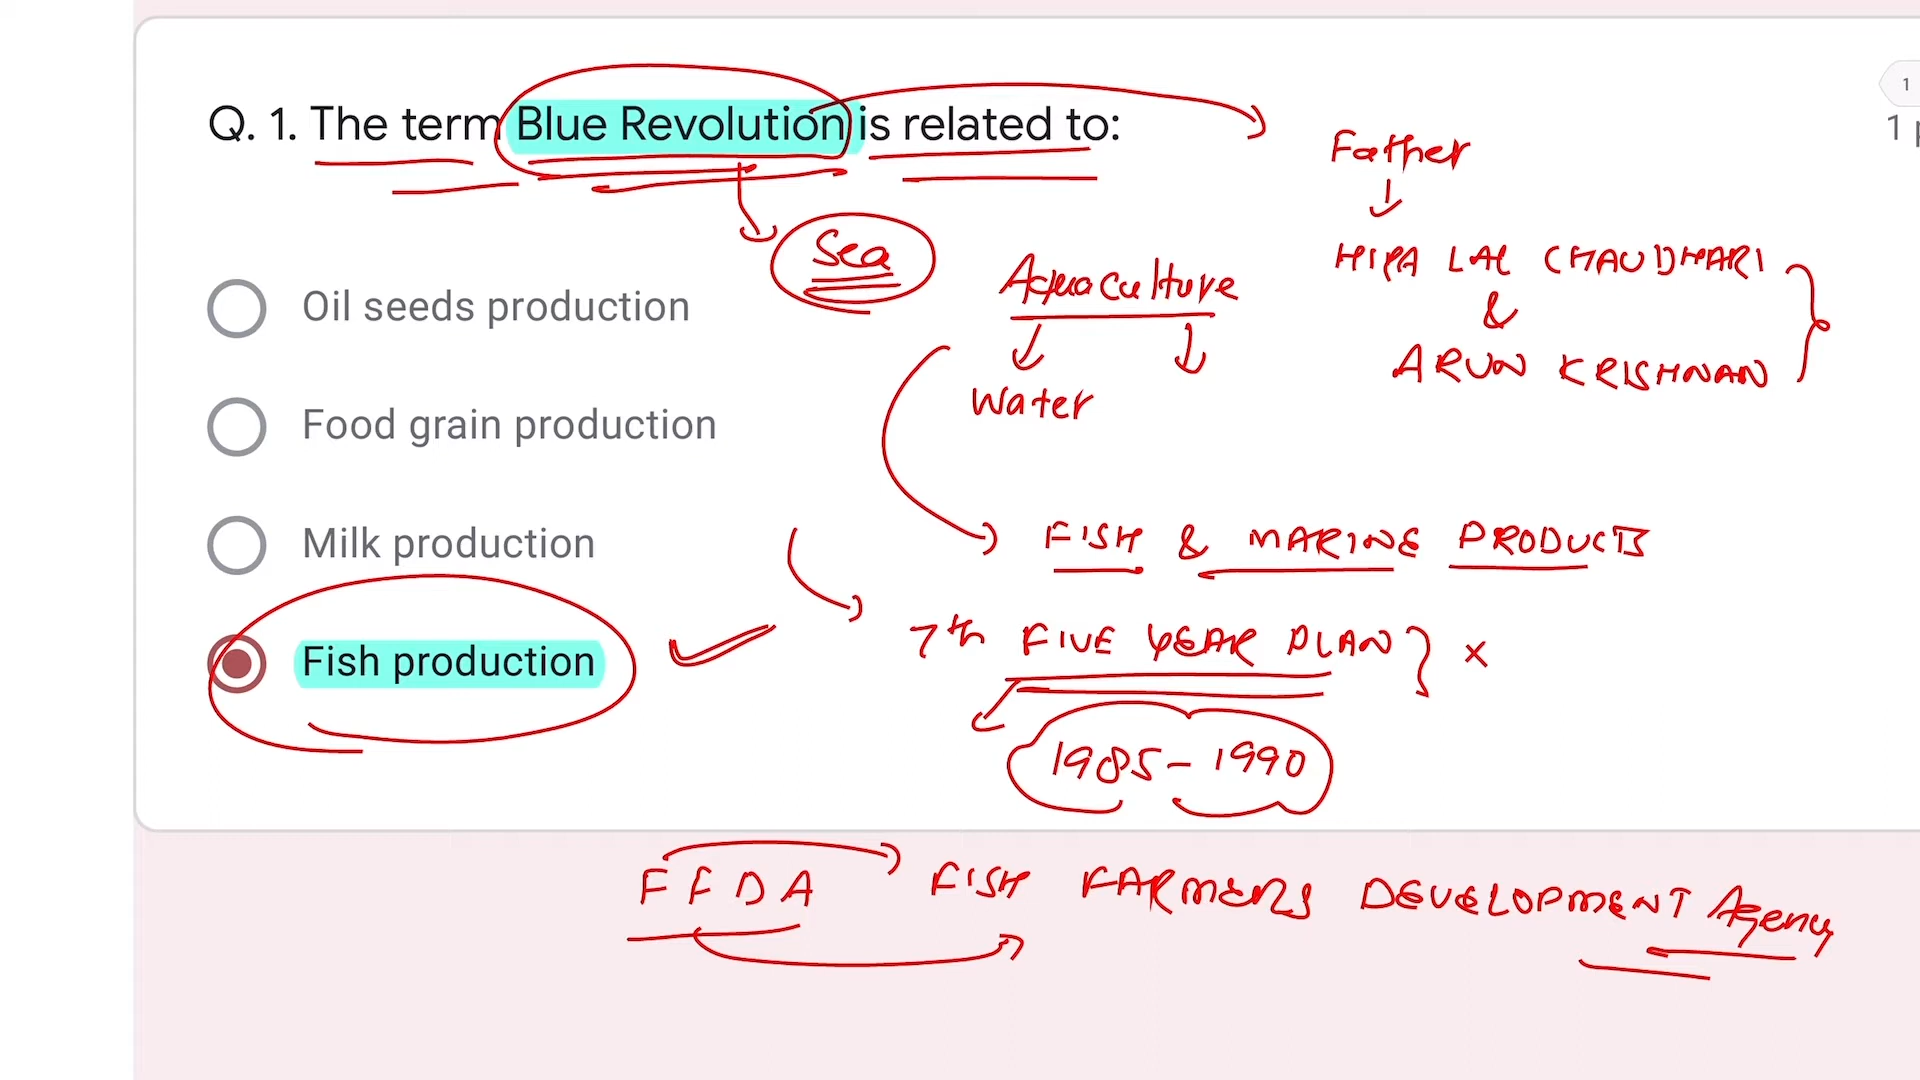 Q. 1. The term Blue Revolution is related to:
1
1 p
Father
Sea
HIRA LAL CHAUDHARI
&
ARUN KRISHNAN
Aquaculture
Water
Oil seeds production
Food grain production
Milk production
Fish production
FISH & MARINE PRODUCTS
7th FIVE YEAR PLAN } x
1985 - 1990
FFDA
FISH FARMERS DEVELOPMENT Agency